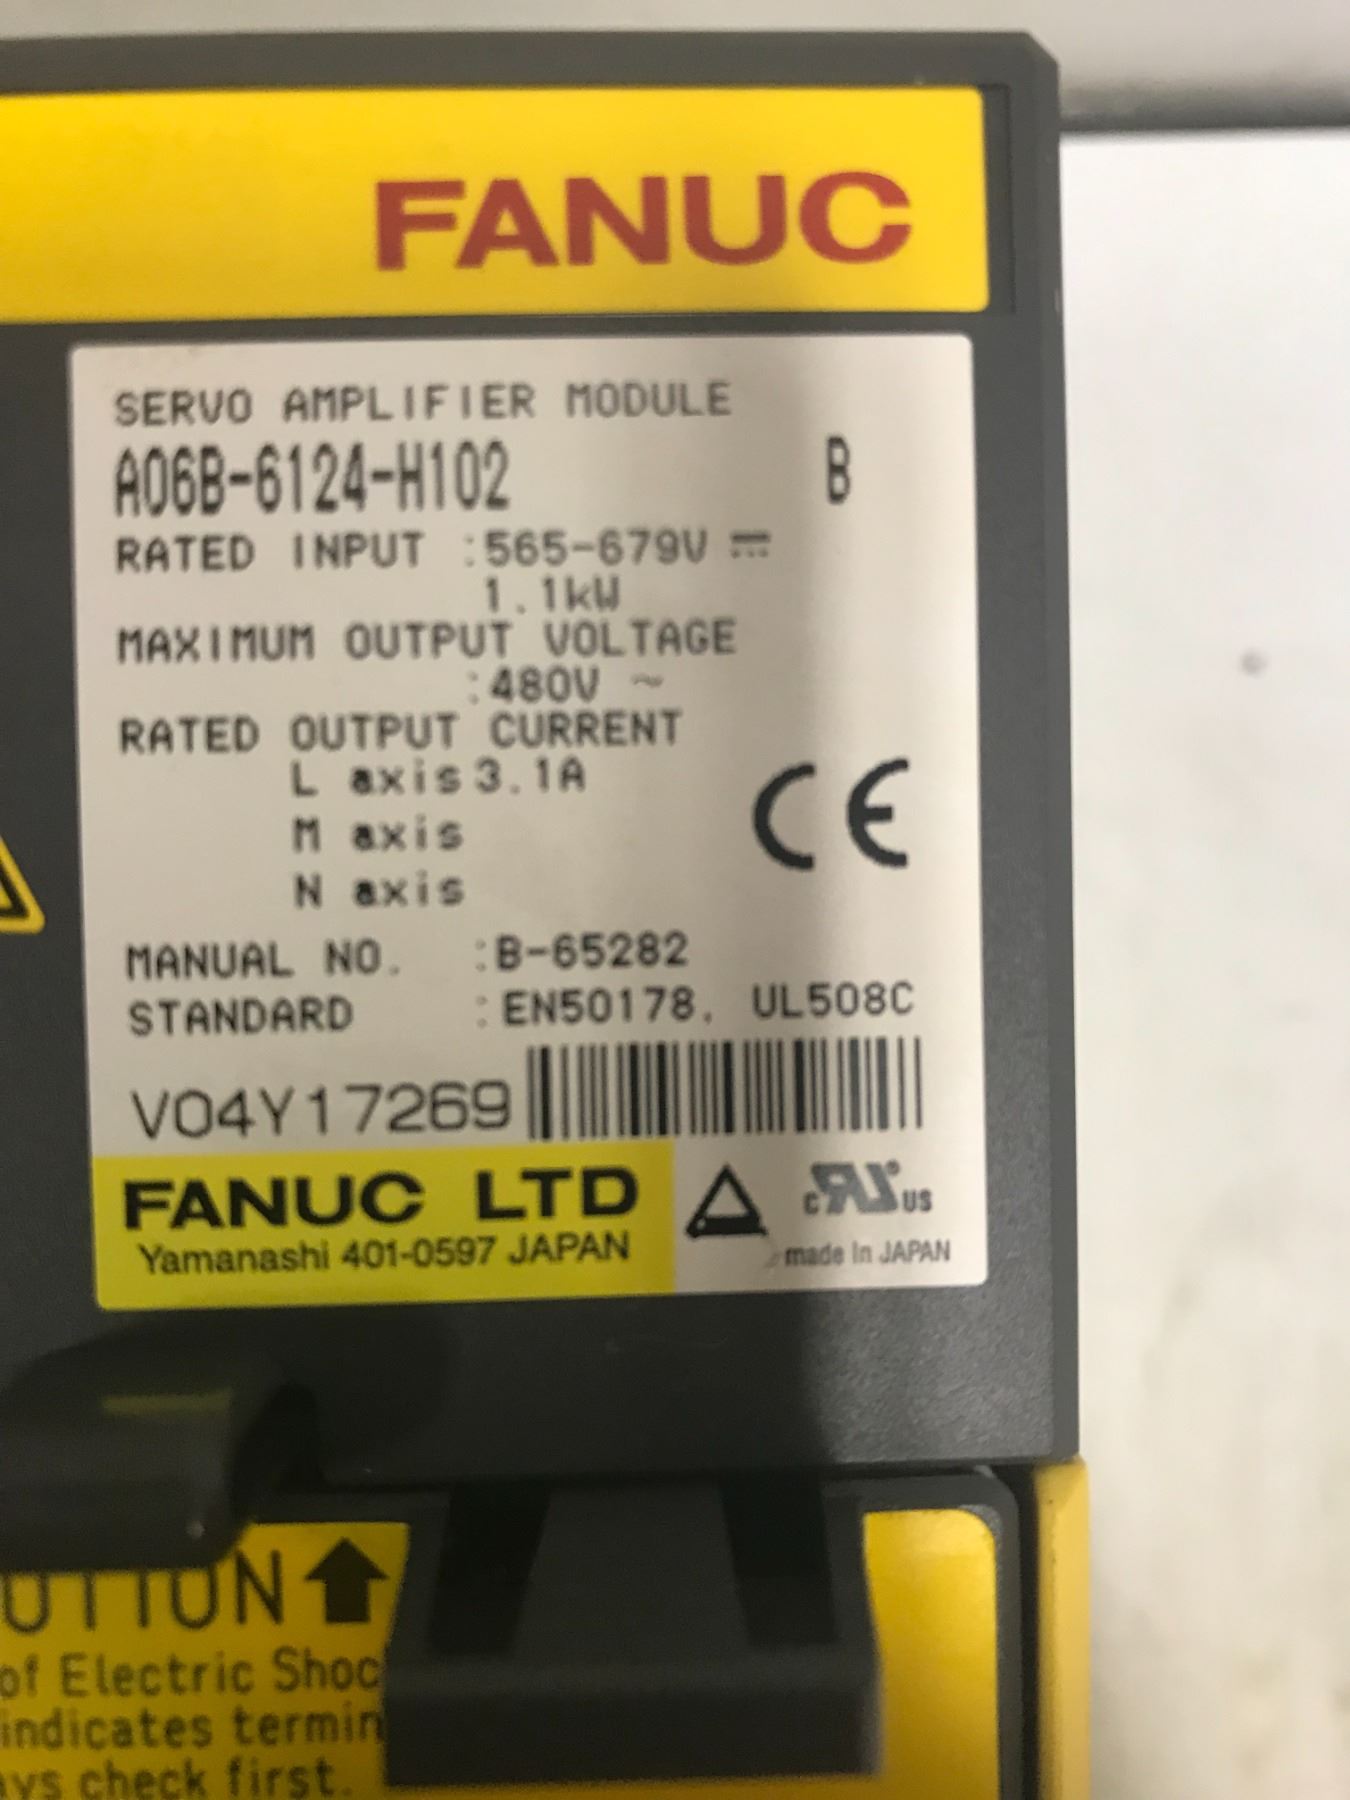 FANUC
SERVO AMPLIFIER MODULE
A06B-6124-H102 B
RATED INPUT :565-679V ⎓
1.1kW
MAXIMUM OUTPUT VOLTAGE
:480V ~
RATED OUTPUT CURRENT
L axis 3.1A
M axis
N axis
CE
MANUAL NO. :B-65282
STANDARD :EN50178, UL508C
V04Y17269
FANUC LTD
Yamanashi 401-0597 JAPAN
c RU US
made in JAPAN
UTION
of Electric Shoc
indicates termin
ys check first.